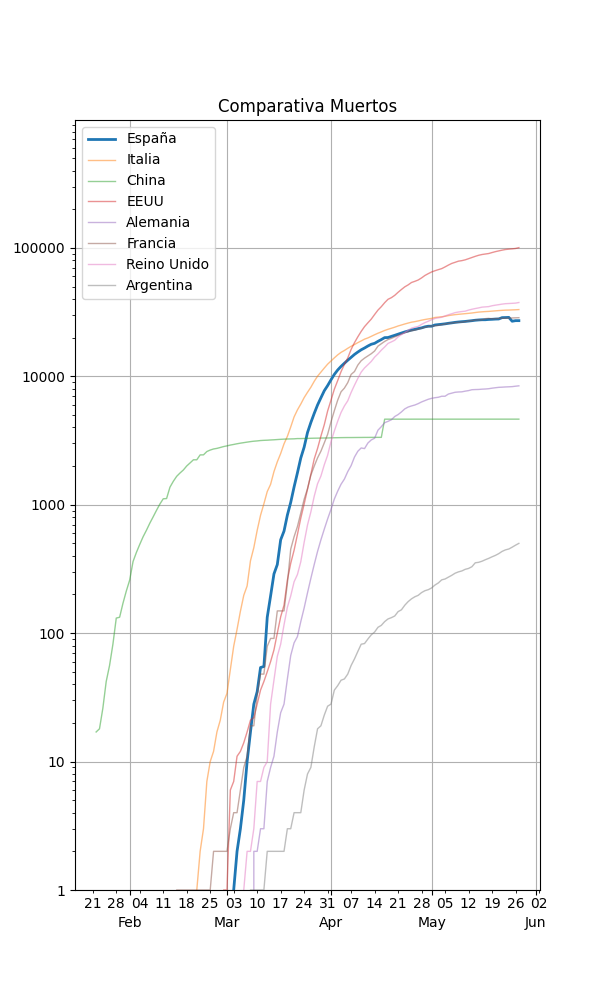 Comparativa Muertos
España
Italia
China
EEUU
Alemania
Francia
Reino Unido
Argentina
100000
10000
1000
100
10
1
21 28 04 11 18 25 03 10 17 24 31 07 14 21 28 05 12 19 26 02
Feb Mar Apr May Jun